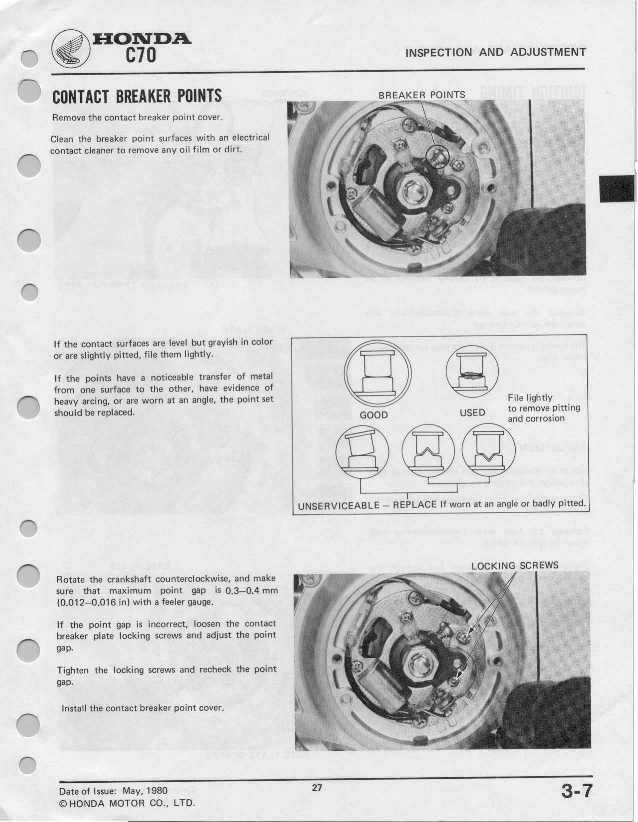 HONDA
C70
INSPECTION AND ADJUSTMENT
CONTACT BREAKER POINTS
Remove the contact breaker point cover.
Clean the breaker point surfaces with an electrical
contact cleaner to remove any oil film or dirt.
BREAKER POINTS
If the contact surfaces are level but grayish in color
or are slightly pitted, file them lightly.
If the points have a noticeable transfer of metal
from one surface to the other, have evidence of
heavy arcing, or are worn at an angle, the point set
should be replaced.
GOOD
USED
File lightly
to remove pitting
and corrosion
UNSERVICEABLE – REPLACE If worn at an angle or badly pitted.
Rotate the crankshaft counterclockwise, and make
sure that maximum point gap is 0.3–0.4 mm
(0.012–0.016 in) with a feeler gauge.
If the point gap is incorrect, loosen the contact
breaker plate locking screws and adjust the point
gap.
Tighten the locking screws and recheck the point
gap.
Install the contact breaker point cover.
LOCKING SCREWS
Date of Issue: May, 1980
© HONDA MOTOR CO., LTD.
27
3-7